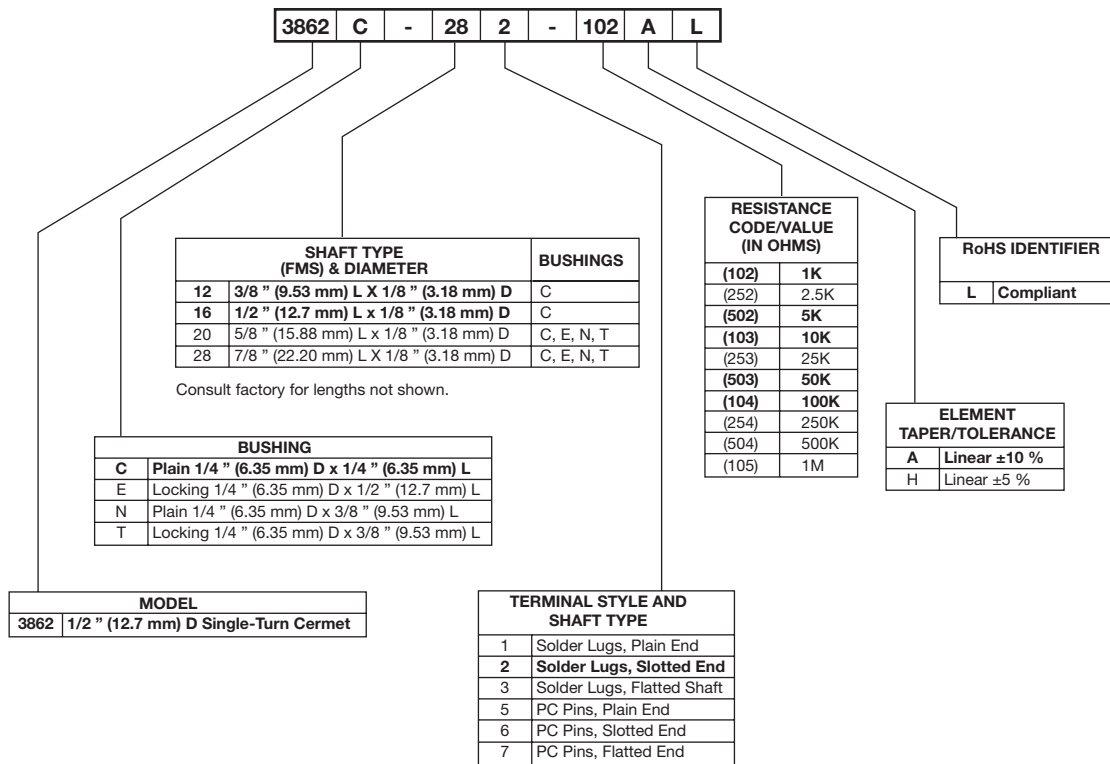 3862 C - 28 2 - 102 A L
SHAFT TYPE
(FMS) & DIAMETER
BUSHINGS
12 3/8 " (9.53 mm) L X 1/8 " (3.18 mm) D C
16 1/2 " (12.7 mm) L x 1/8 " (3.18 mm) D C
20 5/8 " (15.88 mm) L x 1/8 " (3.18 mm) D C, E, N, T
28 7/8 " (22.20 mm) L X 1/8 " (3.18 mm) D C, E, N, T
Consult factory for lengths not shown.
RESISTANCE
CODE/VALUE
(IN OHMS)
(102) 1K
(252) 2.5K
(502) 5K
(103) 10K
(253) 25K
(503) 50K
(104) 100K
(254) 250K
(504) 500K
(105) 1M
RoHS IDENTIFIER
L Compliant
ELEMENT
TAPER/TOLERANCE
A Linear ±10 %
H Linear ±5 %
BUSHING
C Plain 1/4 " (6.35 mm) D x 1/4 " (6.35 mm) L
E Locking 1/4 " (6.35 mm) D x 1/2 " (12.7 mm) L
N Plain 1/4 " (6.35 mm) D x 3/8 " (9.53 mm) L
T Locking 1/4 " (6.35 mm) D x 3/8 " (9.53 mm) L
MODEL
3862 1/2 " (12.7 mm) D Single-Turn Cermet
TERMINAL STYLE AND
SHAFT TYPE
1 Solder Lugs, Plain End
2 Solder Lugs, Slotted End
3 Solder Lugs, Flatted Shaft
5 PC Pins, Plain End
6 PC Pins, Slotted End
7 PC Pins, Flatted End